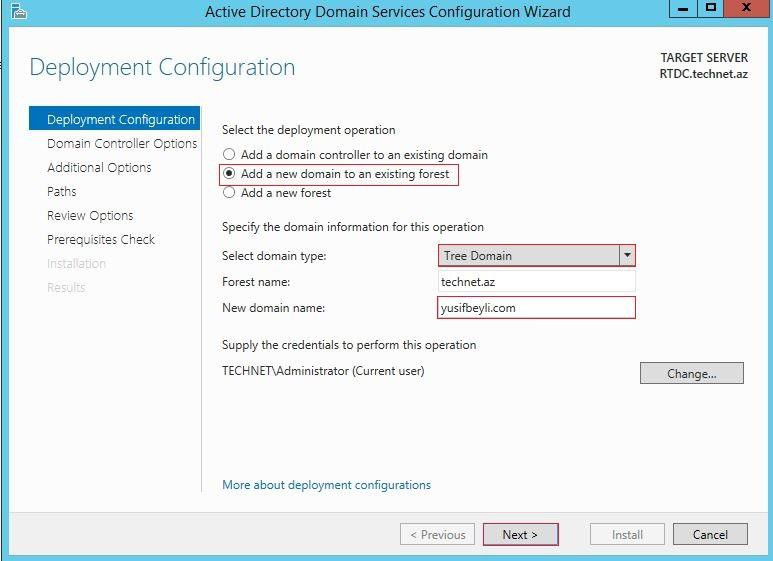 Active Directory Domain Services Configuration Wizard
Deployment Configuration
TARGET SERVER
RTDC.technet.az
Deployment Configuration
Domain Controller Options
Additional Options
Paths
Review Options
Prerequisites Check
Installation
Results
Select the deployment operation
Add a domain controller to an existing domain
Add a new domain to an existing forest
Add a new forest
Specify the domain information for this operation
Select domain type: Tree Domain
Forest name: technet.az
New domain name: yusifbeyli.com
Supply the credentials to perform this operation
TECHNET\Administrator (Current user) Change...
More about deployment configurations
< Previous Next > Install Cancel